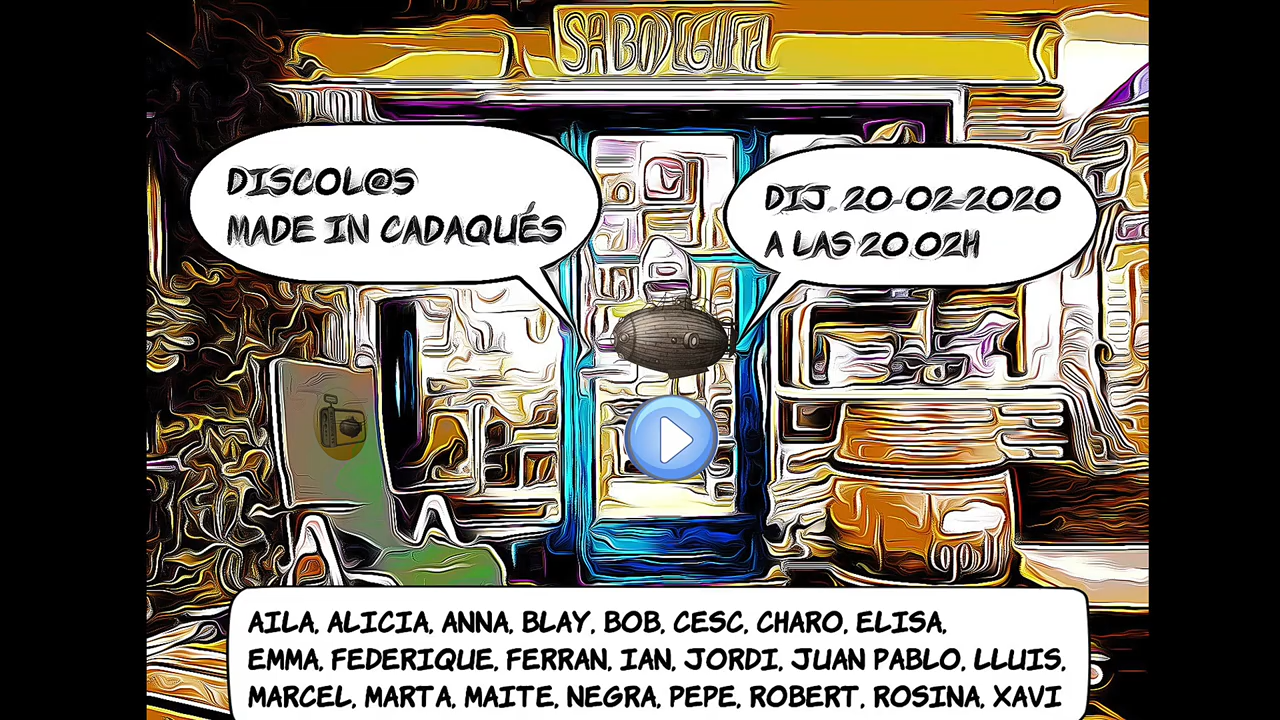 DISCOL@S
MADE IN CADAQUÉS
DIJ. 20-02-2020
A LAS 20.02H
AILA, ALICIA, ANNA, BLAY, BOB, CESC, CHARO, ELISA,
EMMA, FEDERIQUE, FERRAN, IAN, JORDI, JUAN PABLO, LLUIS,
MARCEL, MARTA, MAITE, NEGRA, PEPE, ROBERT, ROSINA, XAVI